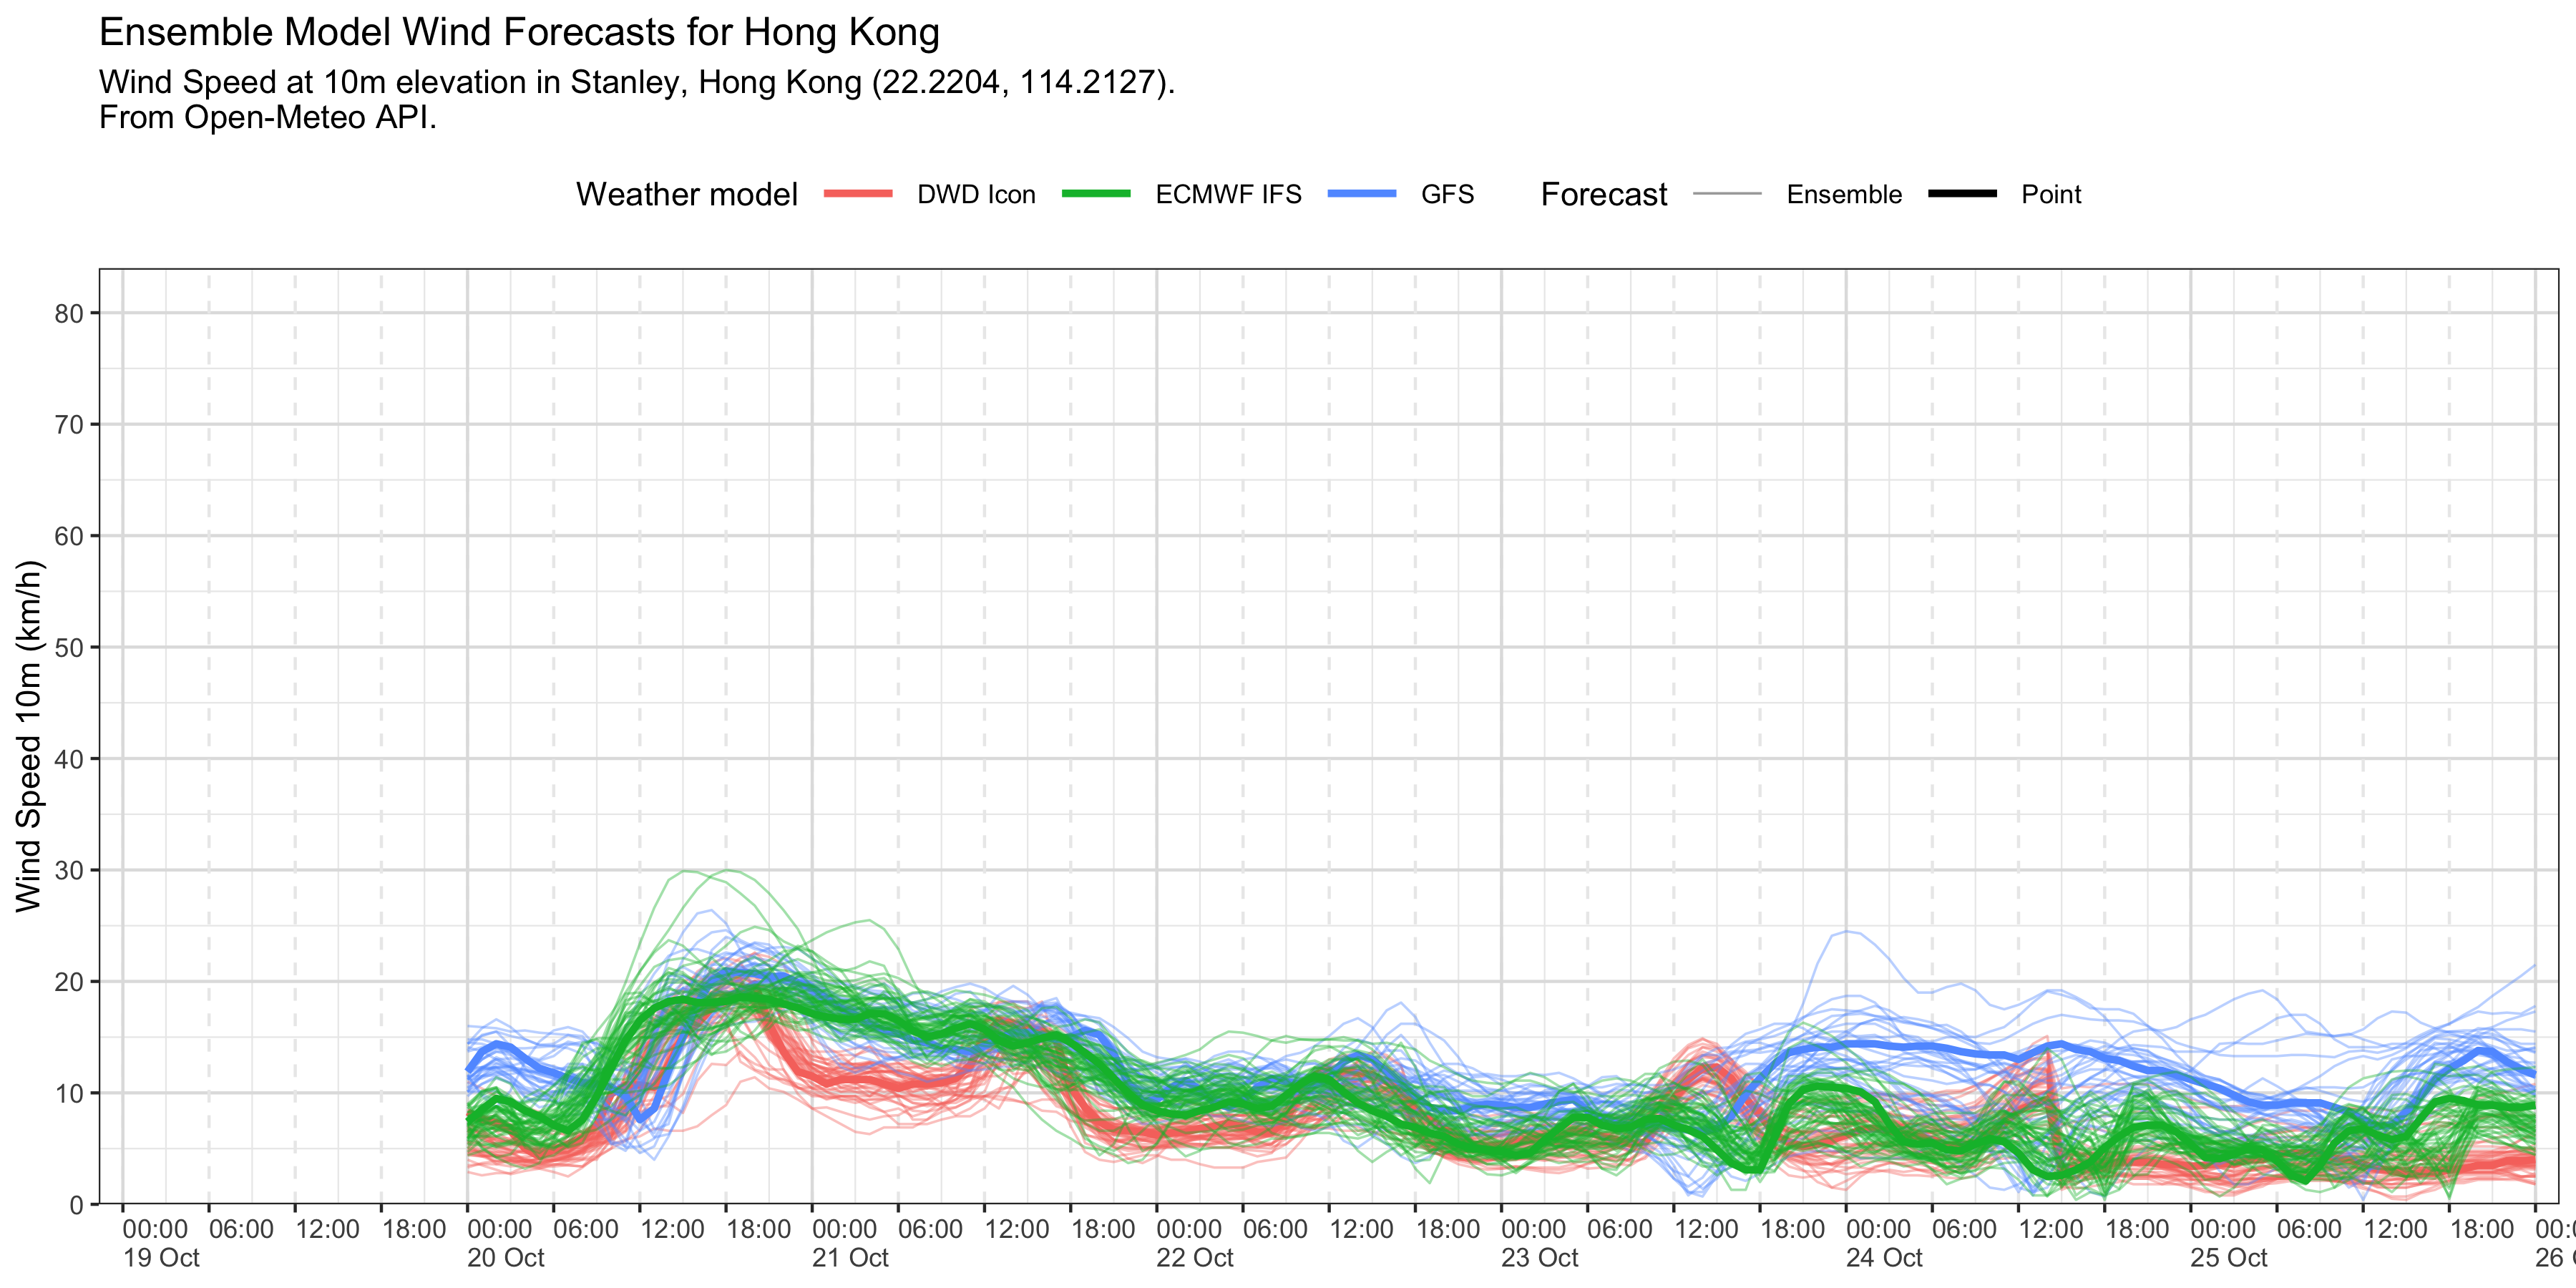 Ensemble Model Wind Forecasts for Hong Kong
Wind Speed at 10m elevation in Stanley, Hong Kong (22.2204, 114.2127).
From Open-Meteo API.
Weather model DWD Icon ECMWF IFS GFS Forecast Ensemble Point
Wind Speed 10m (km/h)
80
70
60
50
40
30
20
10
0
00:00 06:00 12:00 18:00 00:00 06:00 12:00 18:00 00:00 06:00 12:00 18:00 00:00 06:00 12:00 18:00 00:00 06:00 12:00 18:00 00:00 06:00 12:00 18:00 00:00 06:00 12:00 18:00
19 Oct 20 Oct 21 Oct 22 Oct 23 Oct 24 Oct 25 Oct 26